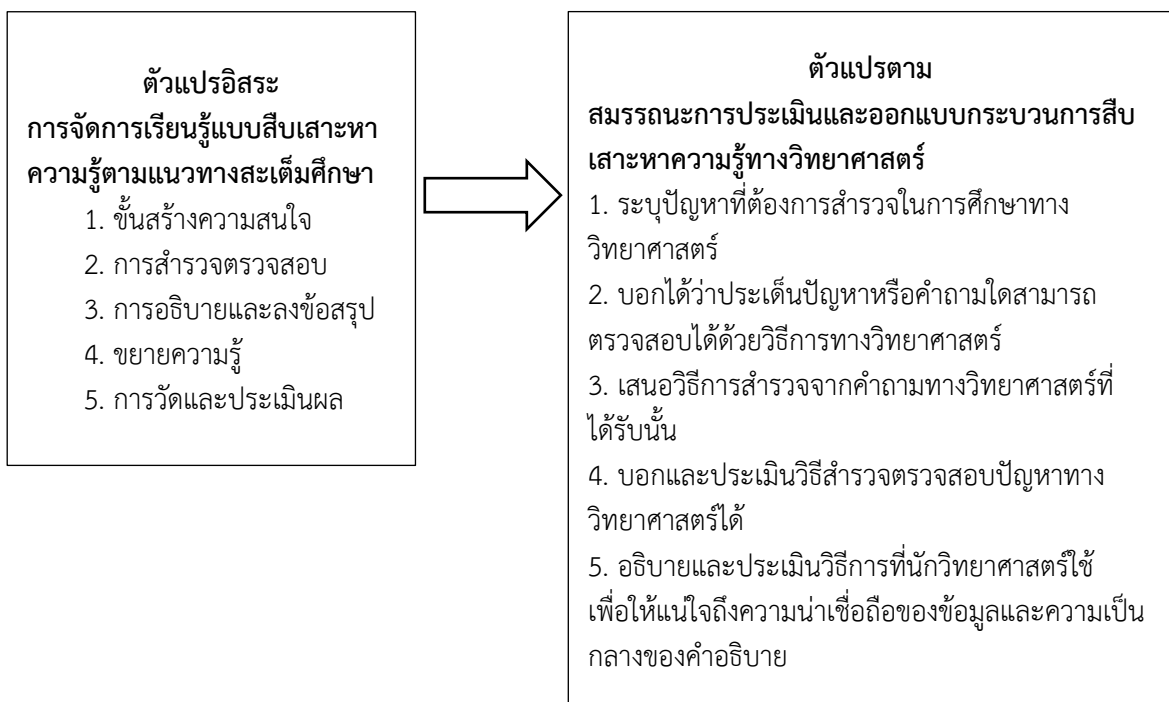 ตัวแปรอิสระ
การจัดการเรียนรู้แบบสืบเสาะหา
ความรู้ตามแนวทางสะเต็มศึกษา
1. ขั้นสร้างความสนใจ
2. การสำรวจตรวจสอบ
3. การอธิบายและลงข้อสรุป
4. ขยายความรู้
5. การวัดและประเมินผล
ตัวแปรตาม
สมรรถนะการประเมินและออกแบบกระบวนการสืบ
เสาะหาความรู้ทางวิทยาศาสตร์
1. ระบุปัญหาที่ต้องการสำรวจในการศึกษาทาง
วิทยาศาสตร์
2. บอกได้ว่าประเด็นปัญหาหรือคำถามใดสามารถ
ตรวจสอบได้ด้วยวิธีการทางวิทยาศาสตร์
3. เสนอวิธีการสำรวจจากคำถามทางวิทยาศาสตร์ที่
ได้รับนั้น
4. บอกและประเมินวิธีสำรวจตรวจสอบปัญหาทาง
วิทยาศาสตร์ได้
5. อธิบายและประเมินวิธีการที่นักวิทยาศาสตร์ใช้
เพื่อให้แน่ใจถึงความน่าเชื่อถือของข้อมูลและความเป็น
กลางของคำอธิบาย